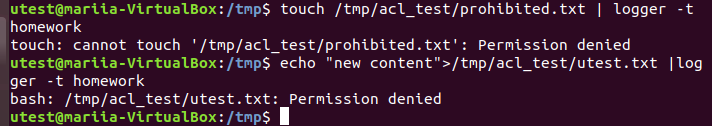 utest@mariia-VirtualBox:/tmp$ touch /tmp/acl_test/prohibited.txt | logger -t
homework
touch: cannot touch '/tmp/acl_test/prohibited.txt': Permission denied
utest@mariia-VirtualBox:/tmp$ echo "new content">/tmp/acl_test/utest.txt |log
ger -t homework
bash: /tmp/acl_test/utest.txt: Permission denied
utest@mariia-VirtualBox:/tmp$